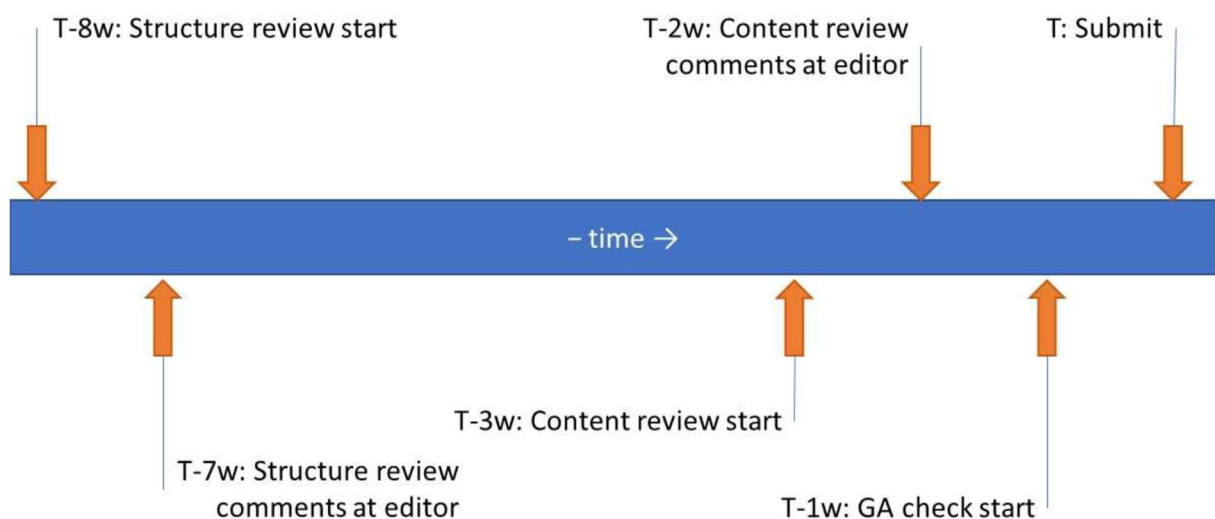 T-8w: Structure review start
T-2w: Content review
comments at editor
T: Submit
– time →
T-3w: Content review start
T-7w: Structure review
comments at editor
T-1w: GA check start